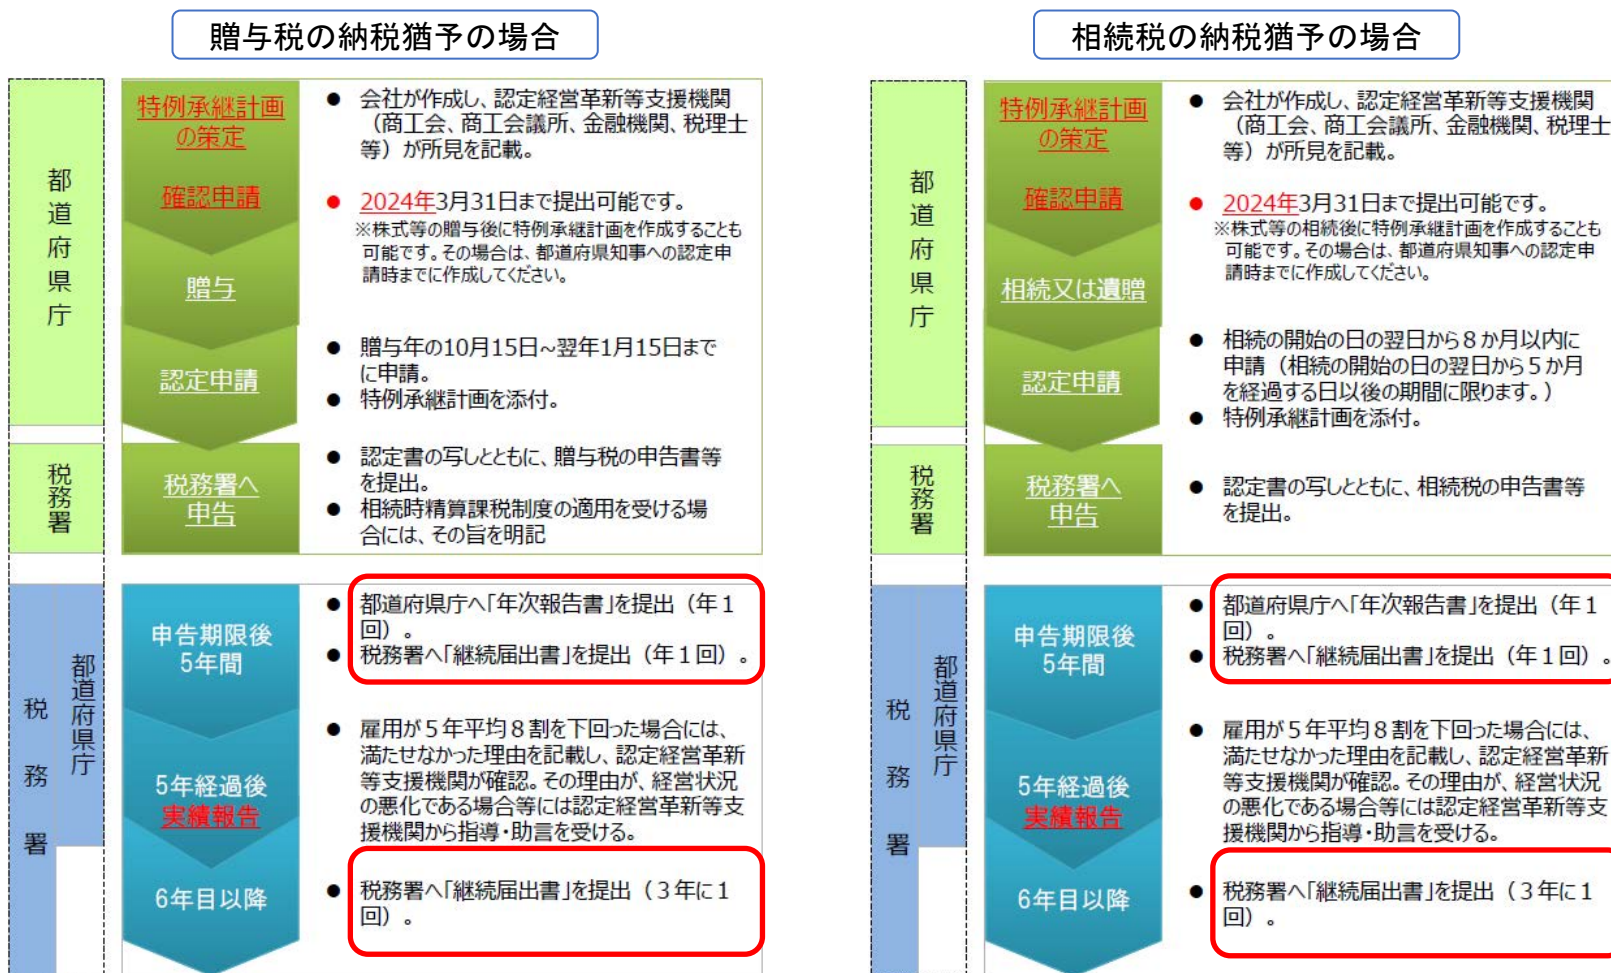 贈与税の納税猶予の場合
都道府県庁
特例承継計画
の策定
確認申請
贈与
認定申請
● 会社が作成し、認定経営革新等支援機関
（商工会、商工会議所、金融機関、税理士
等）が所見を記載。
● 2024年3月31日まで提出可能です。
※株式等の贈与後に特例承継計画を作成することも
可能です。その場合は、都道府県知事への認定申
請時までに作成してください。
● 贈与年の10月15日～翌年1月15日まで
に申請。
● 特例承継計画を添付。
税務署
税務署へ
申告
● 認定書の写しとともに、贈与税の申告書等
を提出。
● 相続時精算課税制度の適用を受ける場
合には、その旨を明記
税務署
都道府県庁
申告期限後
5年間
● 都道府県庁へ「年次報告書」を提出（年１
回）。
● 税務署へ「継続届出書」を提出（年１回）。
5年経過後
実績報告
● 雇用が５年平均８割を下回った場合には、
満たせなかった理由を記載し、認定経営革新
等支援機関が確認。その理由が、経営状況
の悪化である場合等には認定経営革新等支
援機関から指導・助言を受ける。
6年目以降
● 税務署へ「継続届出書」を提出（３年に１
回）。
相続税の納税猶予の場合
都道府県庁
特例承継計画
の策定
確認申請
相続又は遺贈
認定申請
● 会社が作成し、認定経営革新等支援機関
（商工会、商工会議所、金融機関、税理士
等）が所見を記載。
● 2024年3月31日まで提出可能です。
※株式等の相続後に特例承継計画を作成することも
可能です。その場合は、都道府県知事への認定申
請時までに作成してください。
● 相続の開始の日の翌日から８か月以内に
申請（相続の開始の日の翌日から５か月
を経過する日以後の期間に限ります。）
● 特例承継計画を添付。
税務署
税務署へ
申告
● 認定書の写しとともに、相続税の申告書等
を提出。
税務署
都道府県庁
申告期限後
5年間
● 都道府県庁へ「年次報告書」を提出（年１
回）。
● 税務署へ「継続届出書」を提出（年１回）。
5年経過後
実績報告
● 雇用が５年平均８割を下回った場合には、
満たせなかった理由を記載し、認定経営革新
等支援機関が確認。その理由が、経営状況
の悪化である場合等には認定経営革新等支
援機関から指導・助言を受ける。
6年目以降
● 税務署へ「継続届出書」を提出（３年に１
回）。